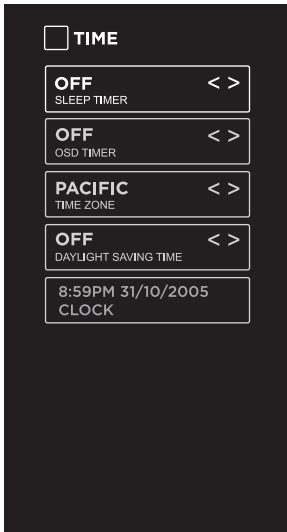 TIME
OFF < >
SLEEP TIMER
OFF < >
OSD TIMER
PACIFIC < >
TIME ZONE
OFF < >
DAYLIGHT SAVING TIME
8:59PM 31/10/2005
CLOCK